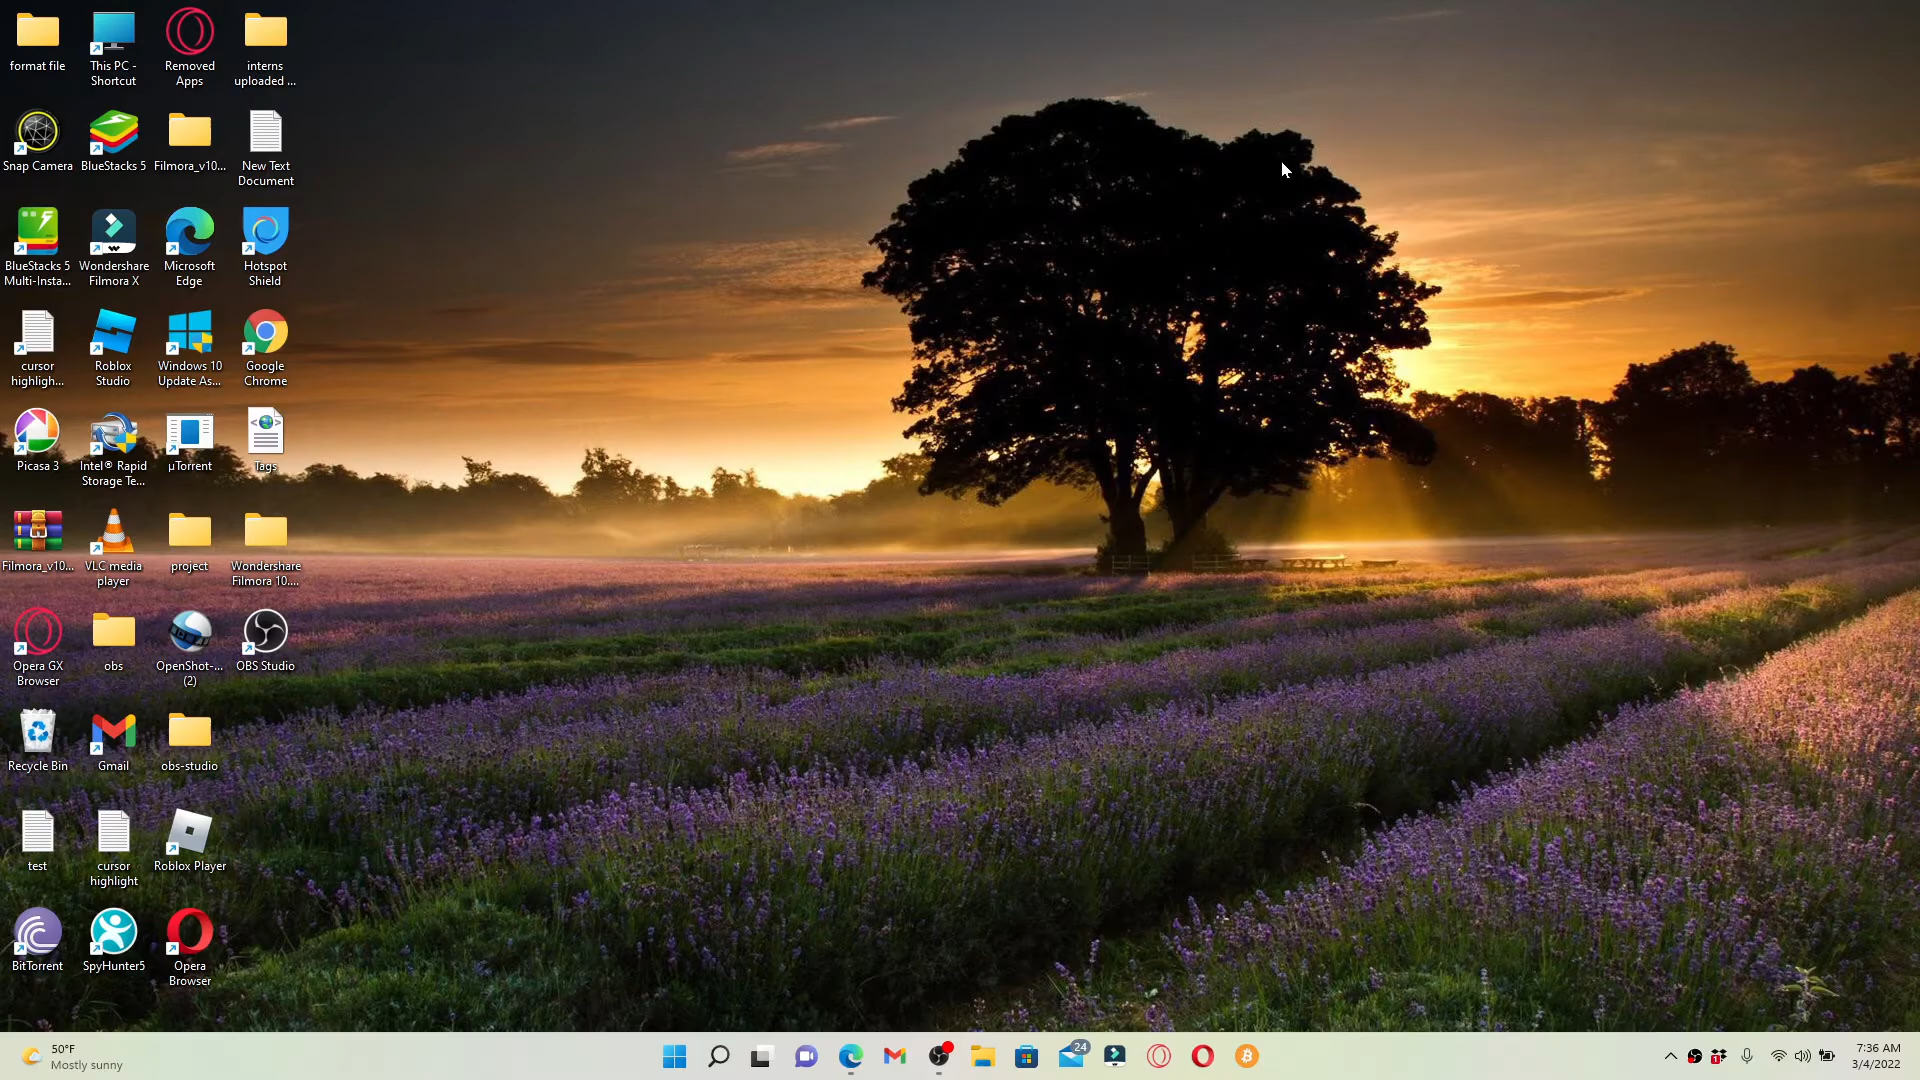 format file
This PC -
Shortcut
Removed
Apps
interns
uploaded ...
Snap Camera
BlueStacks 5
Filmora_v10...
New Text
Document
BlueStacks 5
Multi-Insta...
Wondershare
Filmora X
Microsoft
Edge
Hotspot
Shield
cursor
highligh...
Roblox
Studio
Windows 10
Update As...
Google
Chrome
Picasa 3
Intel® Rapid
Storage Te...
µTorrent
Tags
Filmora_v10...
VLC media
player
project
Wondershare
Filmora 10....
Opera GX
Browser
obs
OpenShot-...
(2)
OBS Studio
Recycle Bin
Gmail
obs-studio
test
cursor
highlight
Roblox Player
BitTorrent
SpyHunter5
Opera
Browser
50°F
Mostly sunny
24
1
7:36 AM
3/4/2022